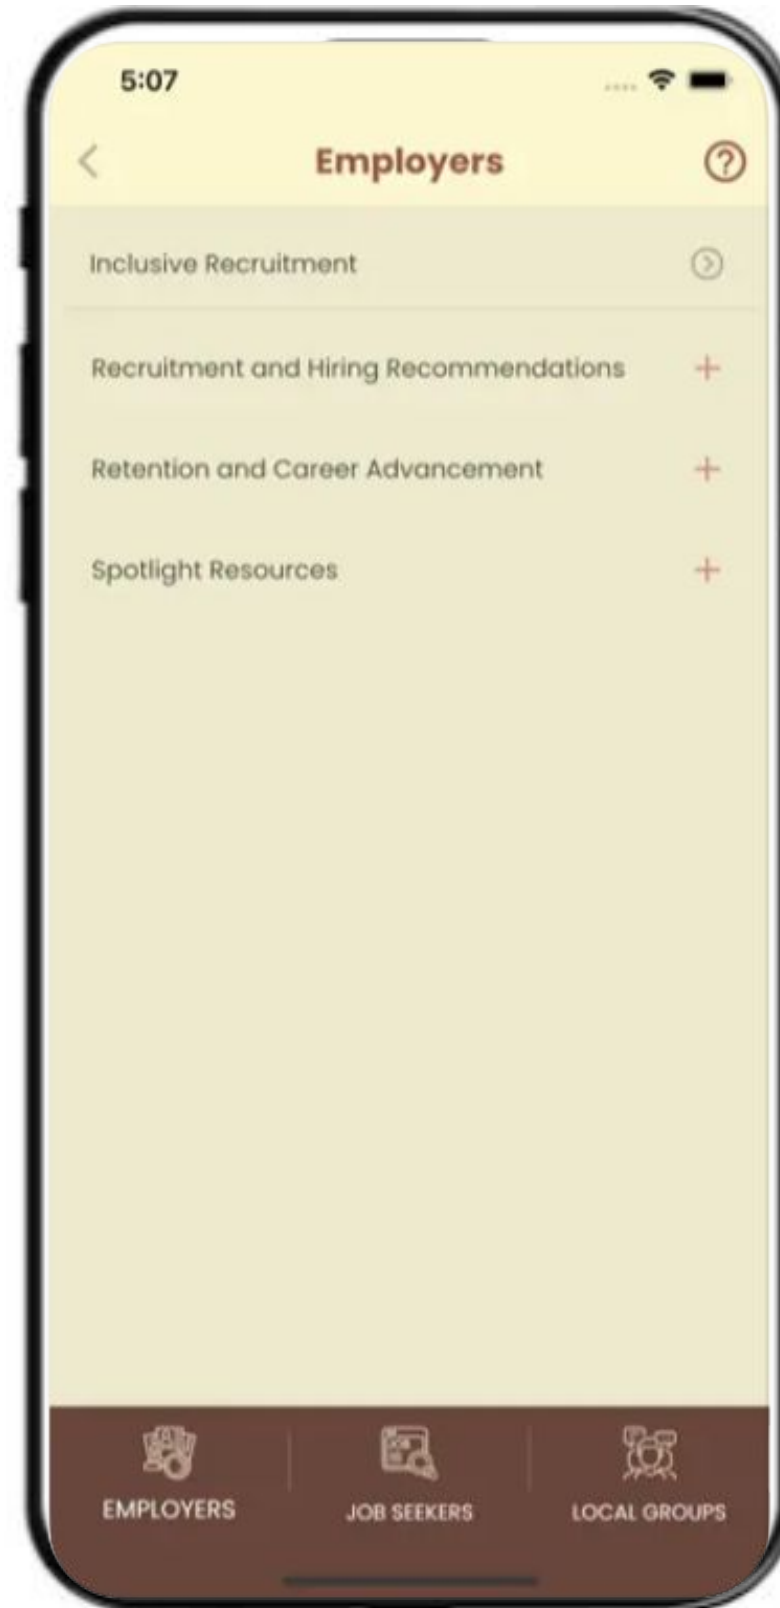 5:07
Employers
Inclusive Recruitment
Recruitment and Hiring Recommendations
Retention and Career Advancement
Spotlight Resources
EMPLOYERS
JOB SEEKERS
LOCAL GROUPS